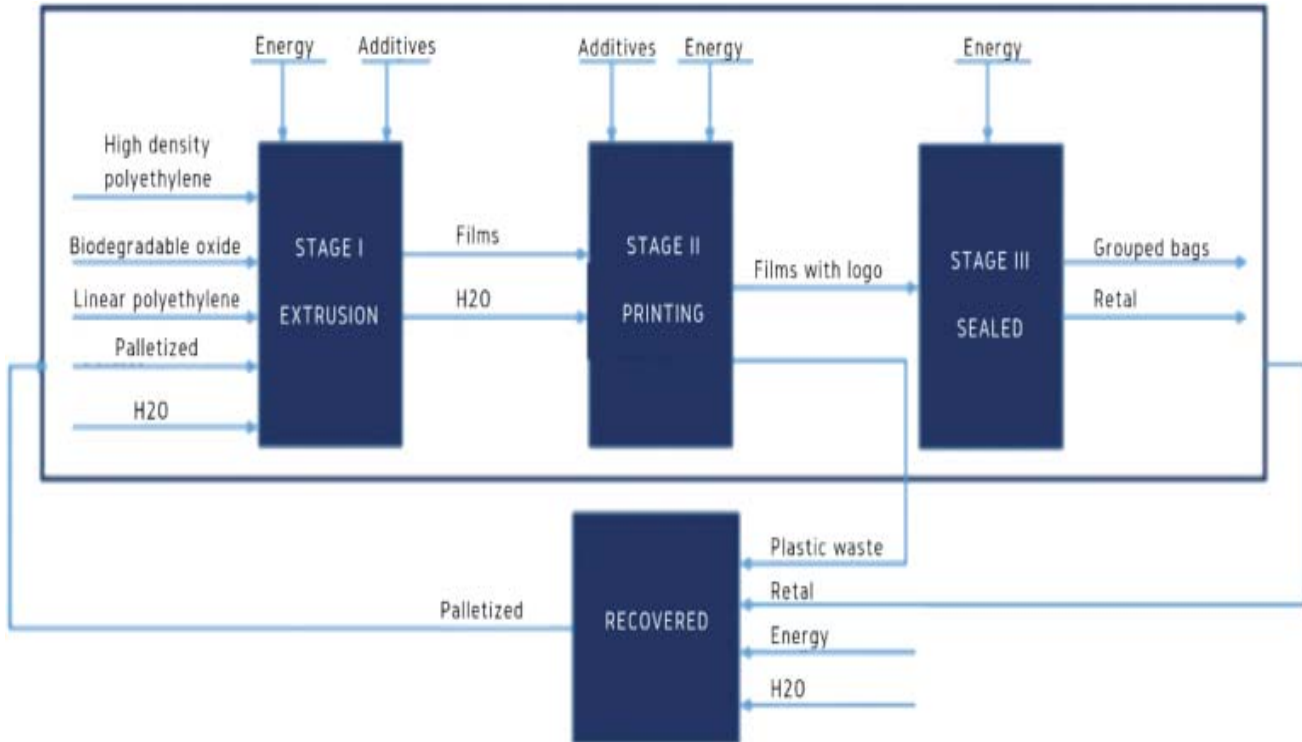 Energy
Additives
Additives
Energy
Energy
High density
polyethylene
Biodegradable oxide
Linear polyethylene
Palletized
H2O
STAGE I
EXTRUSION
Films
H2O
STAGE II
PRINTING
Films with logo
STAGE III
SEALED
Grouped bags
Retal
Palletized
RECOVERED
Plastic waste
Retal
Energy
H2O